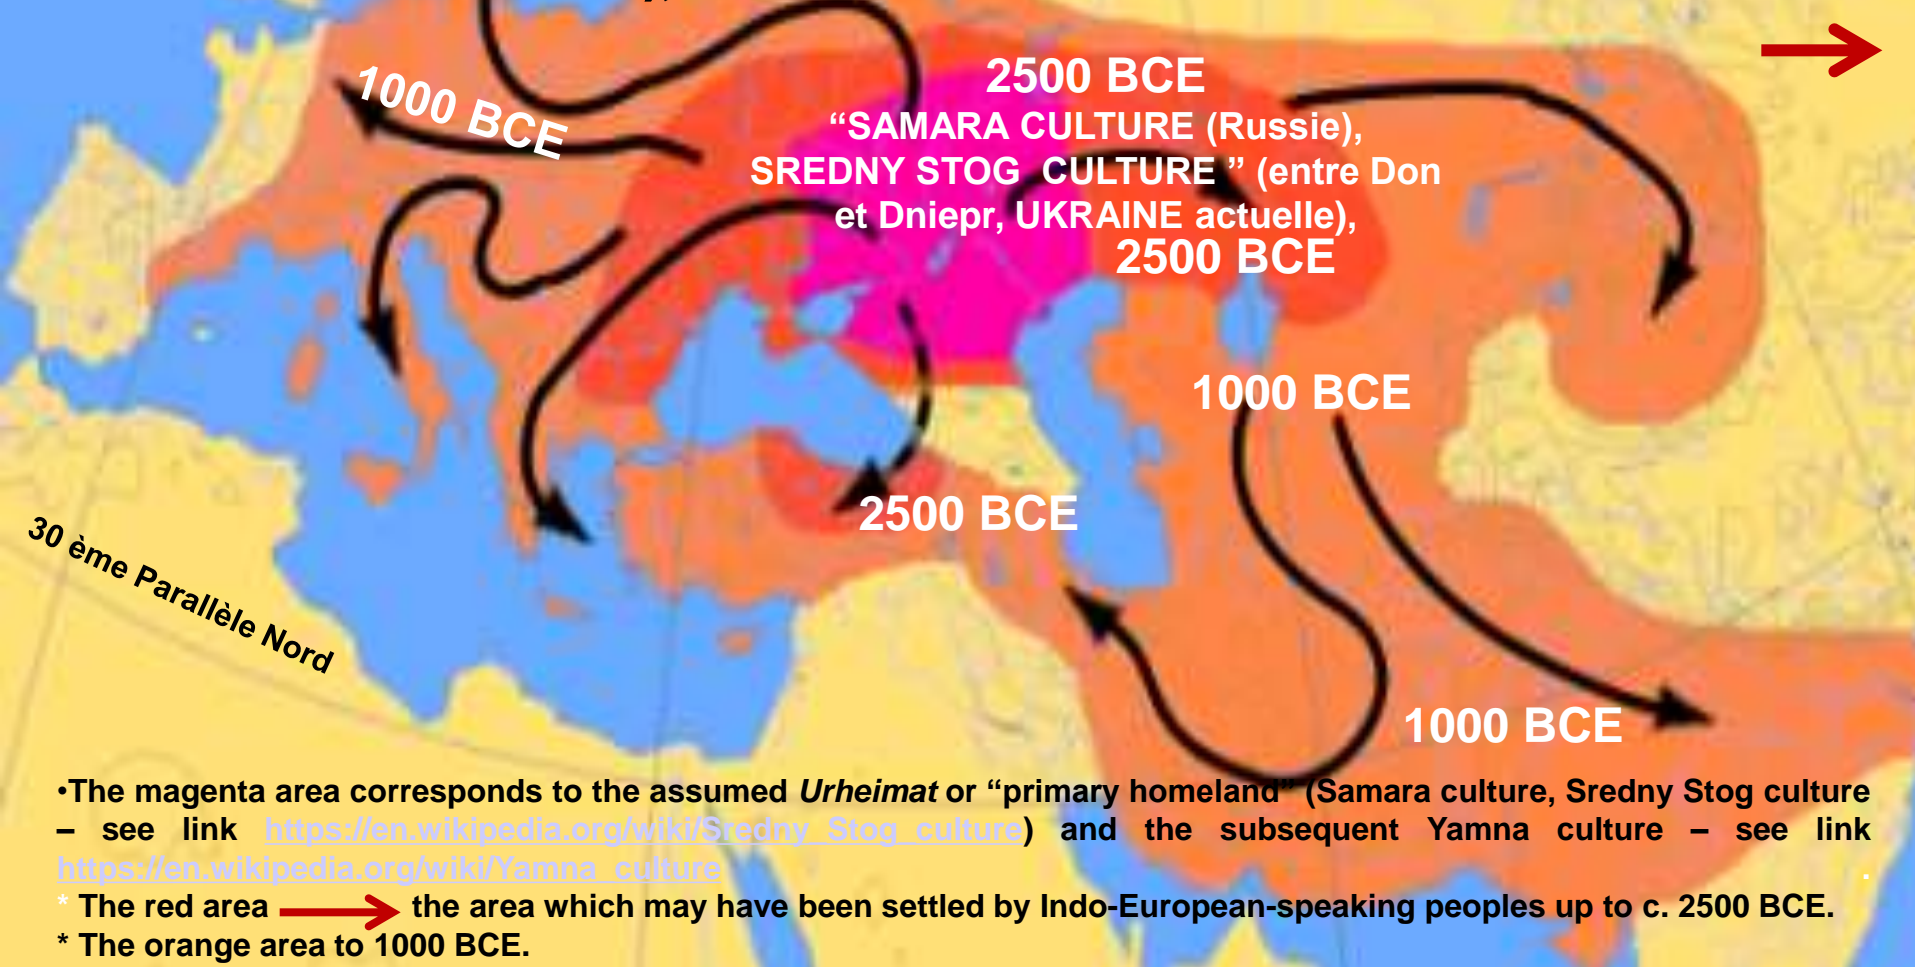 1000 BCE
2500 BCE
“SAMARA CULTURE (Russie),
SREDNY STOG CULTURE ” (entre Don
et Dniepr, UKRAINE actuelle),
2500 BCE
1000 BCE
2500 BCE
30 ème Parallèle Nord
1000 BCE
•The magenta area corresponds to the assumed Urheimat or “primary homeland” (Samara culture, Sredny Stog culture
– see link https://en.wikipedia.org/wiki/Sredny_Stog_culture) and the subsequent Yamna culture – see link
https://en.wikipedia.org/wiki/Yamna_culture .
* The red area the area which may have been settled by Indo-European-speaking peoples up to c. 2500 BCE.
* The orange area to 1000 BCE.